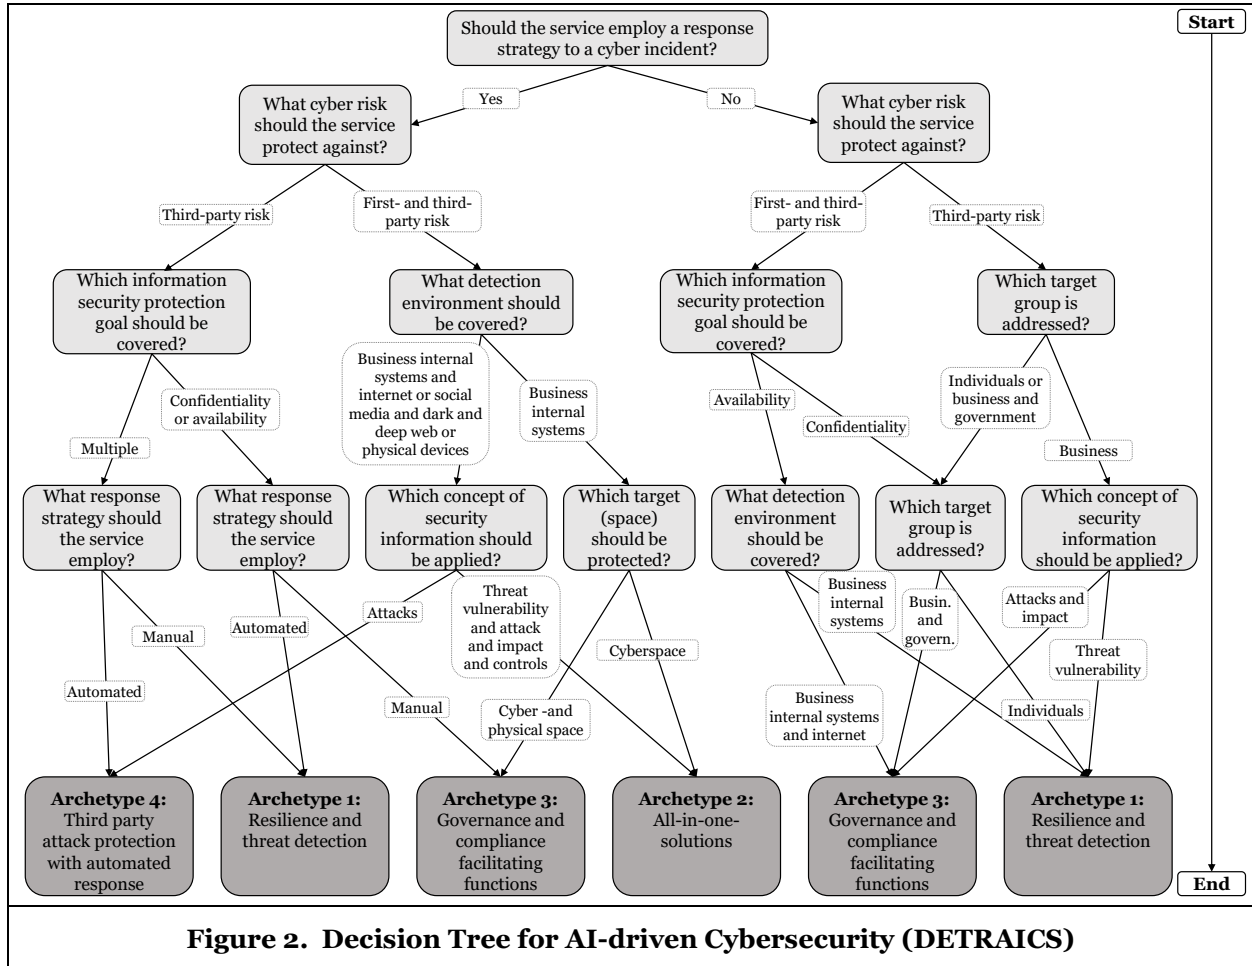 Should the service employ a response
strategy to a cyber incident?
Start
Yes
No
What cyber risk
should the service
protect against?
What cyber risk
should the service
protect against?
Third-party risk
First- and third-
party risk
First- and third-
party risk
Third-party risk
Which information
security protection
goal should be
covered?
What detection
environment should
be covered?
Which information
security protection
goal should be
covered?
Which target
group is
addressed?
Multiple
Confidentiality
or availability
Business internal
systems and
internet or social
media and dark and
deep web or
physical devices
Business
internal
systems
Availability
Confidentiality
Individuals or
business and
government
Business
What response
strategy should
the service
employ?
What response
strategy should
the service
employ?
Which concept of
security
information should
be applied?
Which target
(space)
should be
protected?
What detection
environment
should be
covered?
Which target
group is
addressed?
Which concept of
security
information
should be applied?
Automated
Manual
Automated
Manual
Attacks
Threat
vulnerability
and attack
and impact
and controls
Cyber -and
physical space
Cyberspace
Business
internal systems
and internet
Business
internal
systems
Busin.
and
govern.
Individuals
Attacks and
impact
Threat
vulnerability
Archetype 4:
Third party
attack protection
with automated
response
Archetype 1:
Resilience and
threat detection
Archetype 3:
Governance and
compliance
facilitating
functions
Archetype 2:
All-in-one-
solutions
Archetype 3:
Governance and
compliance
facilitating
functions
Archetype 1:
Resilience and
threat detection
End
Figure 2. Decision Tree for AI-driven Cybersecurity (DETRAICS)